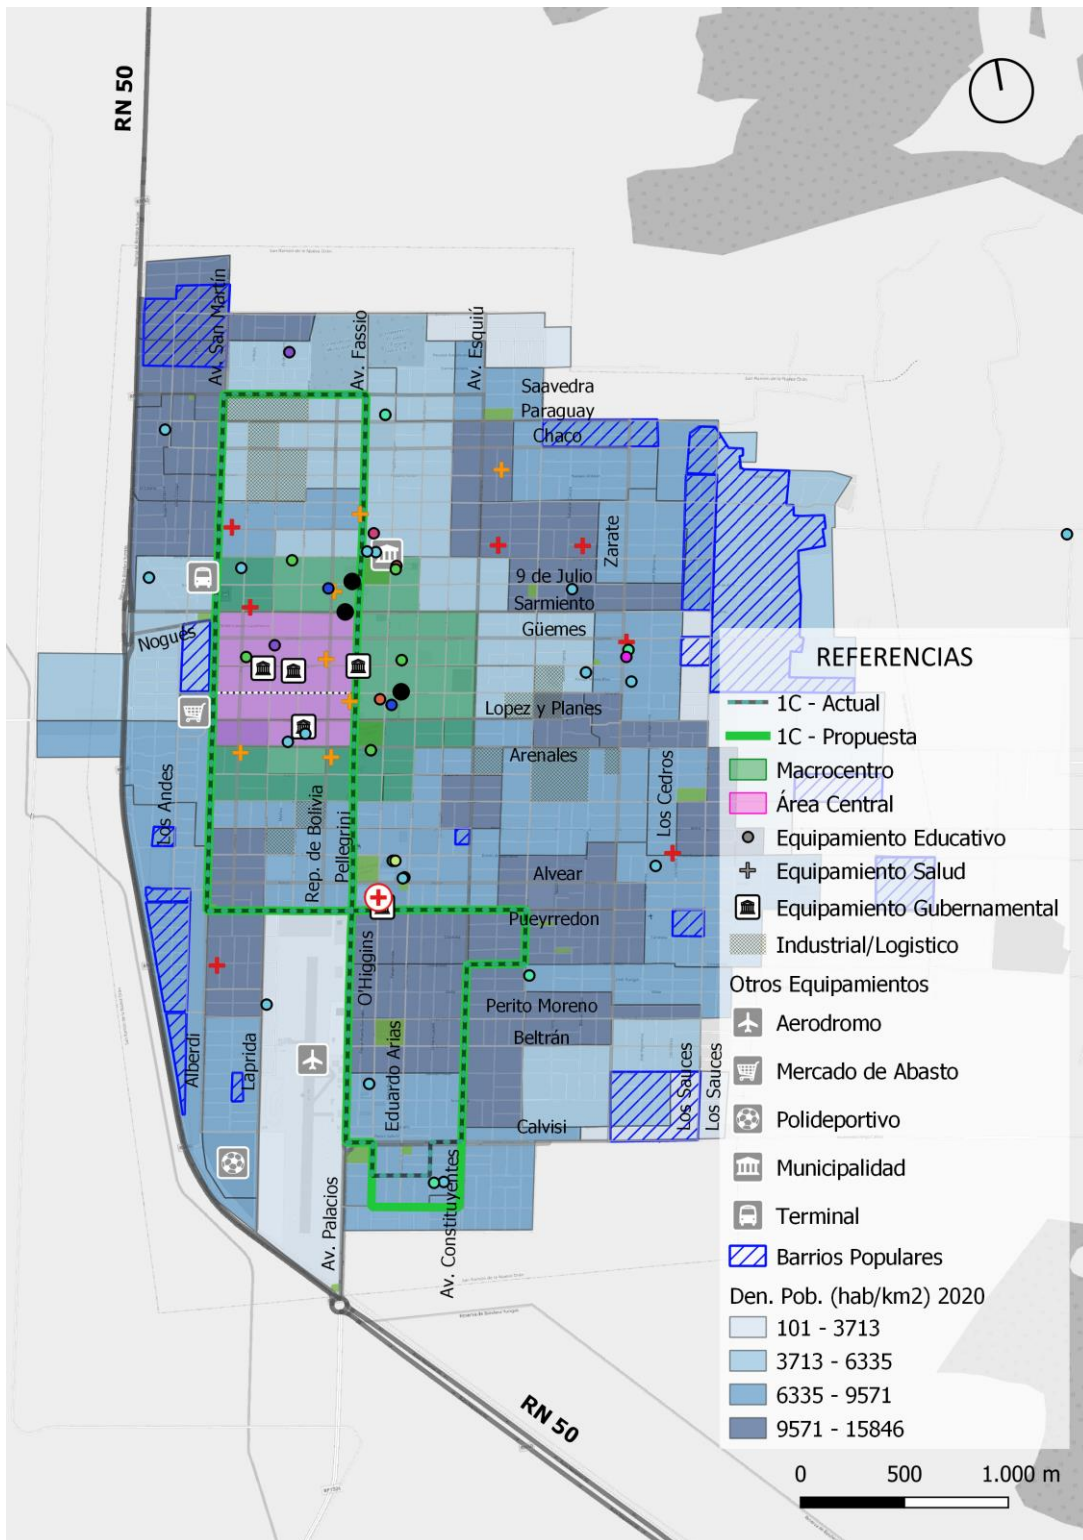 RN 50
Av. San Martín
Av. Fassio
Av. Esquiú
Saavedra
Paraguay
Chaco
Zarate
9 de Julio
Sarmiento
Güemes
Nogués
Lopez y Planes
Arenales
Los Andes
Rep. de Bolivia
Pellegrini
Los Cedros
Alvear
Pueyrredon
O'Higgins
Perito Moreno
Beltrán
Eduardo Arias
Alberdi
Laprida
Calvisi
Los Sauces
Los Sauces
Av. Palacios
Av. Constituyentes
RN 50
REFERENCIAS
1C - Actual
1C - Propuesta
Macrocentro
Área Central
Equipamiento Educativo
Equipamiento Salud
Equipamiento Gubernamental
Industrial/Logistico
Otros Equipamientos
Aerodromo
Mercado de Abasto
Polideportivo
Municipalidad
Terminal
Barrios Populares
Den. Pob. (hab/km2) 2020
101 - 3713
3713 - 6335
6335 - 9571
9571 - 15846
0 500 1.000 m